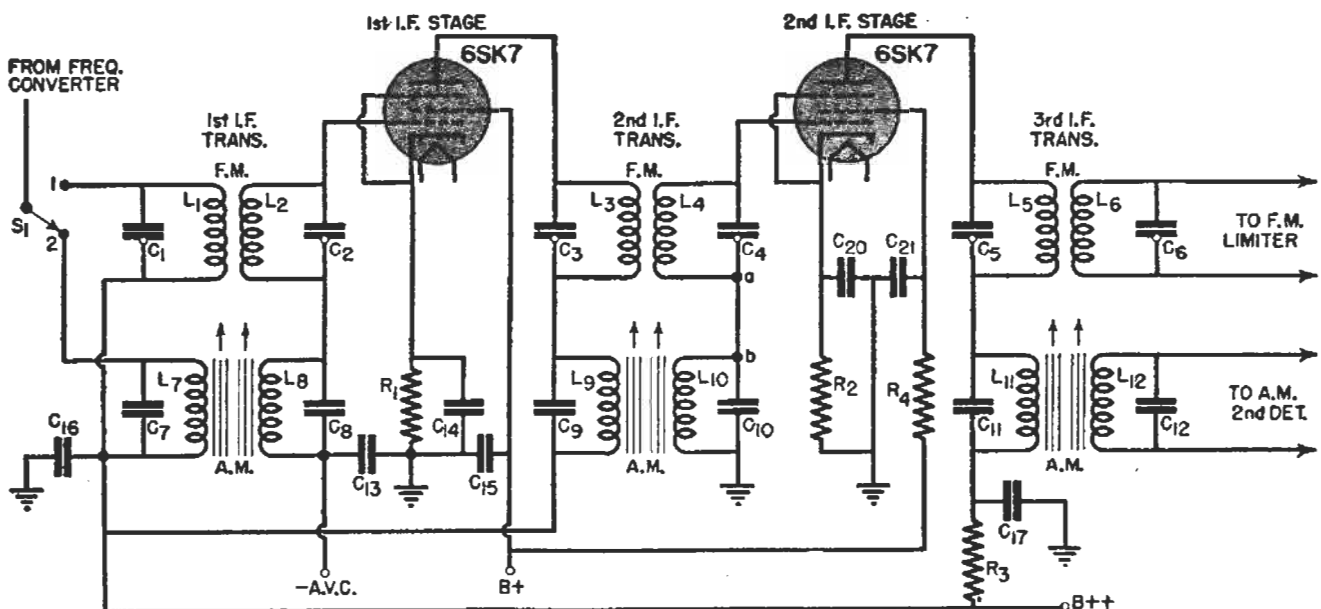 1st I.F. STAGE
6SK7
2nd I.F. STAGE
6SK7
FROM FREQ.
CONVERTER
1st I.F.
TRANS.
F.M.
2nd I.F.
TRANS.
F.M.
3rd I.F.
TRANS.
F.M.
1
S1
2
L1
L2
C1
C2
L3
L4
C3
C4
a
b
C20
C21
L5
L6
C5
C6
TO F.M.
LIMITER
L7
L8
C7
C8
C16
A.M.
R1
C14
C13
C15
L9
L10
C9
C10
A.M.
R2
R4
L11
L12
C11
C12
A.M.
TO A.M.
2nd DET.
C17
R3
-A.V.C.
B+
B++